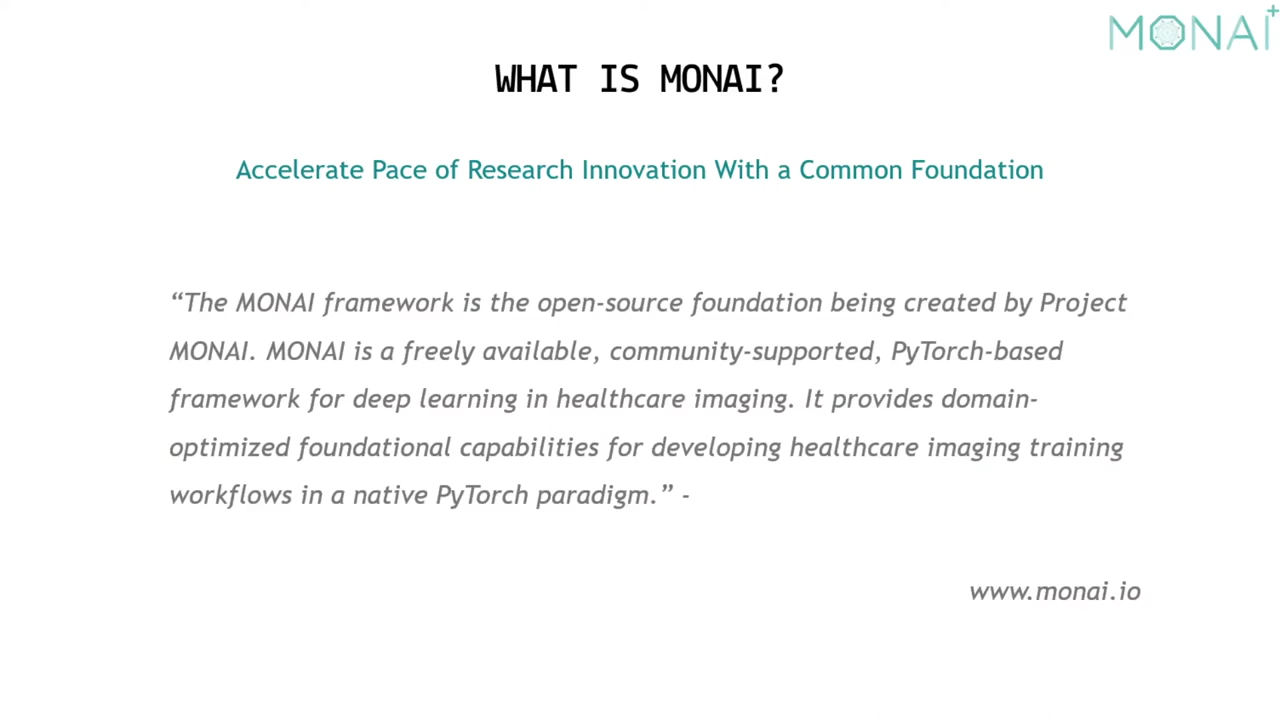 MONAI+
WHAT IS MONAI?
Accelerate Pace of Research Innovation With a Common Foundation
“The MONAI framework is the open-source foundation being created by Project
MONAI. MONAI is a freely available, community-supported, PyTorch-based
framework for deep learning in healthcare imaging. It provides domain-
optimized foundational capabilities for developing healthcare imaging training
workflows in a native PyTorch paradigm.” -
www.monai.io